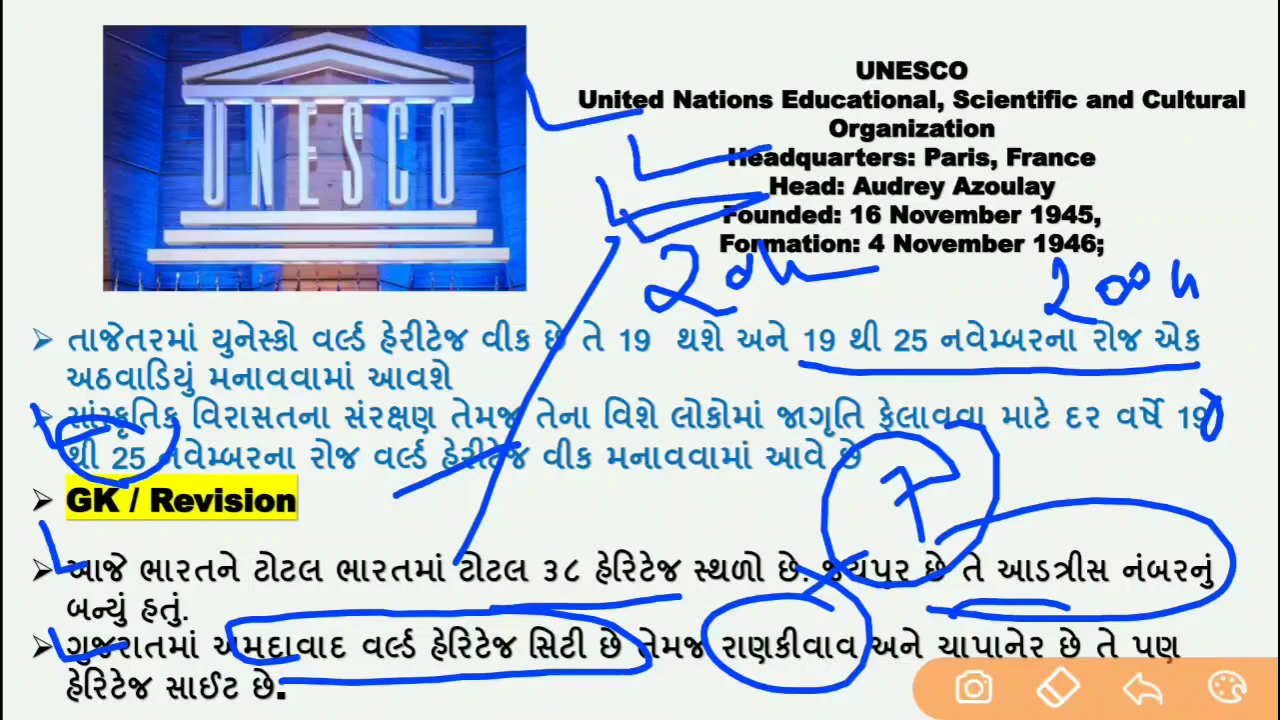 UNESCO
UNESCO
United Nations Educational, Scientific and Cultural
Organization
Headquarters: Paris, France
Head: Audrey Azoulay
Founded: 16 November 1945,
Formation: 4 November 1946;
તાજેતરમાં યુનેસ્કો વર્લ્ડ હેરીટેજ વીક છે તે 19 થશે અને 19 થી 25 નવેમ્બરના રોજ એક
અઠવાડિયું મનાવવામાં આવશે
સાંસ્કૃતિક વિરાસતના સંરક્ષણ તેમજ તેના વિશે લોકોમાં જાગૃતિ ફેલાવવા માટે દર વર્ષે 19
થી 25 નવેમ્બરના રોજ વર્લ્ડ હેરીટેજ વીક મનાવવામાં આવે છે
GK / Revision
આજે ભારતને ટોટલ ભારતમાં ટોટલ ૩૮ હેરિટેજ સ્થળો છે. જયપુર છે તે આડત્રીસ નંબરનું
બન્યું હતું.
ગુજરાતમાં અમદાવાદ વર્લ્ડ હેરિટેજ સિટી છે તેમજ રાણકીવાવ અને ચાપાનેર છે તે પણ
હેરિટેજ સાઈટ છે.